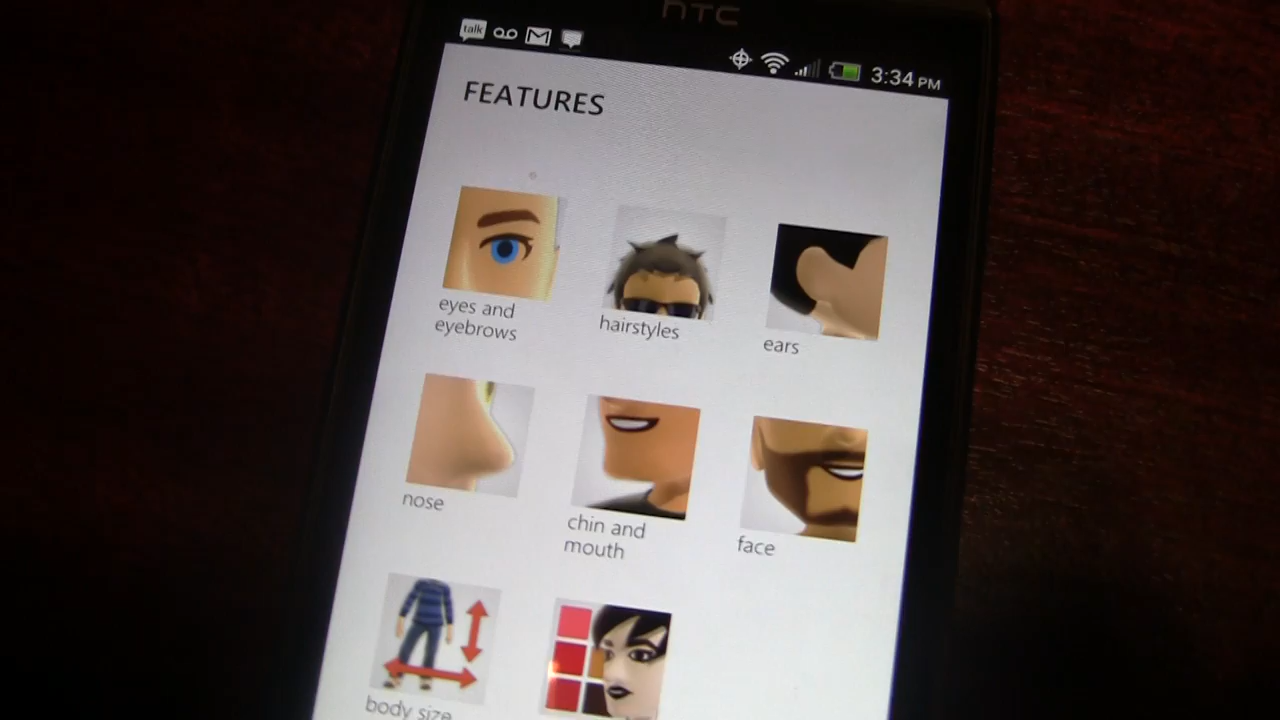 hTC
talk
3:34 PM
FEATURES
eyes and
eyebrows
hairstyles
ears
nose
chin and
mouth
face
body size